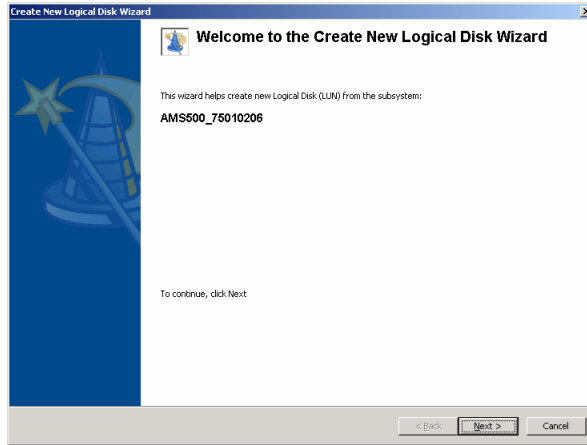 Create New Logical Disk Wizard
Welcome to the Create New Logical Disk Wizard
This wizard helps create new Logical Disk (LUN) from the subsystem:
AMS500_75010206
To continue, click Next
< Back
Next >
Cancel